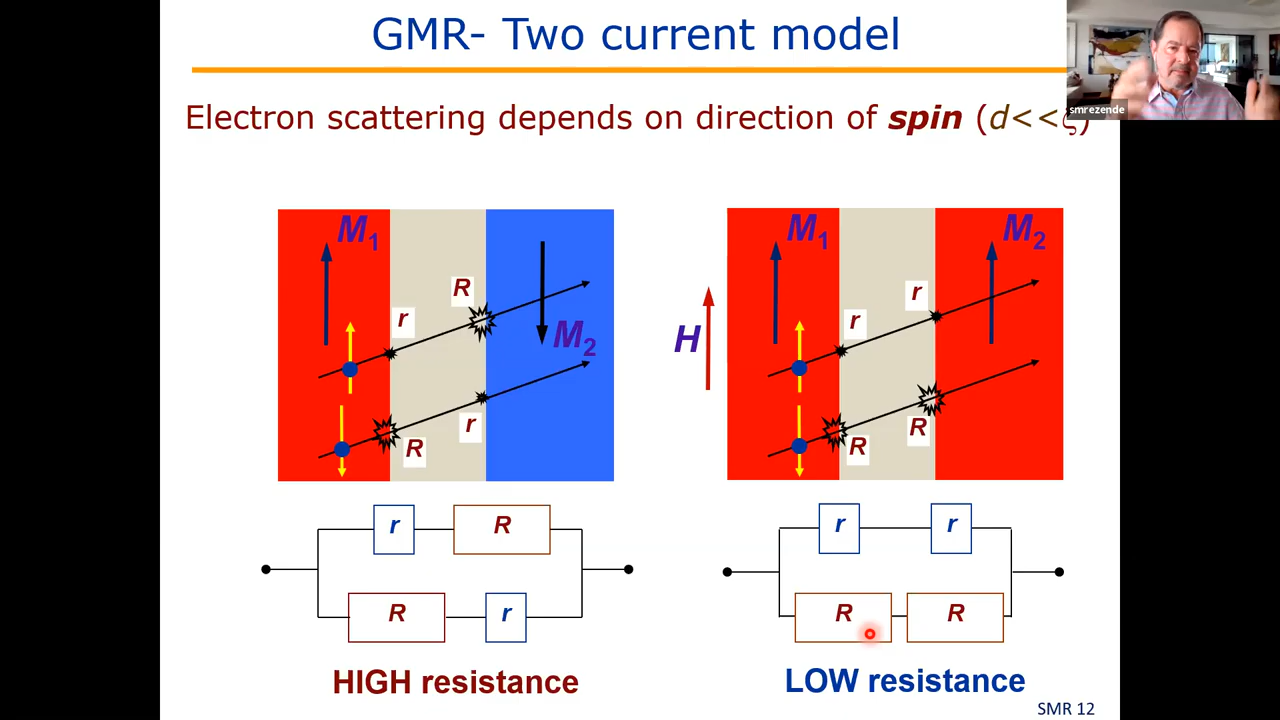 GMR- Two current model
smrezende
Electron scattering depends on direction of spin (d<<ξ)
M1
R
r
M2
r
R
M1
M2
r
r
H
R
R
r
R
R
r
r
r
R
R
HIGH resistance
LOW resistance
SMR 12